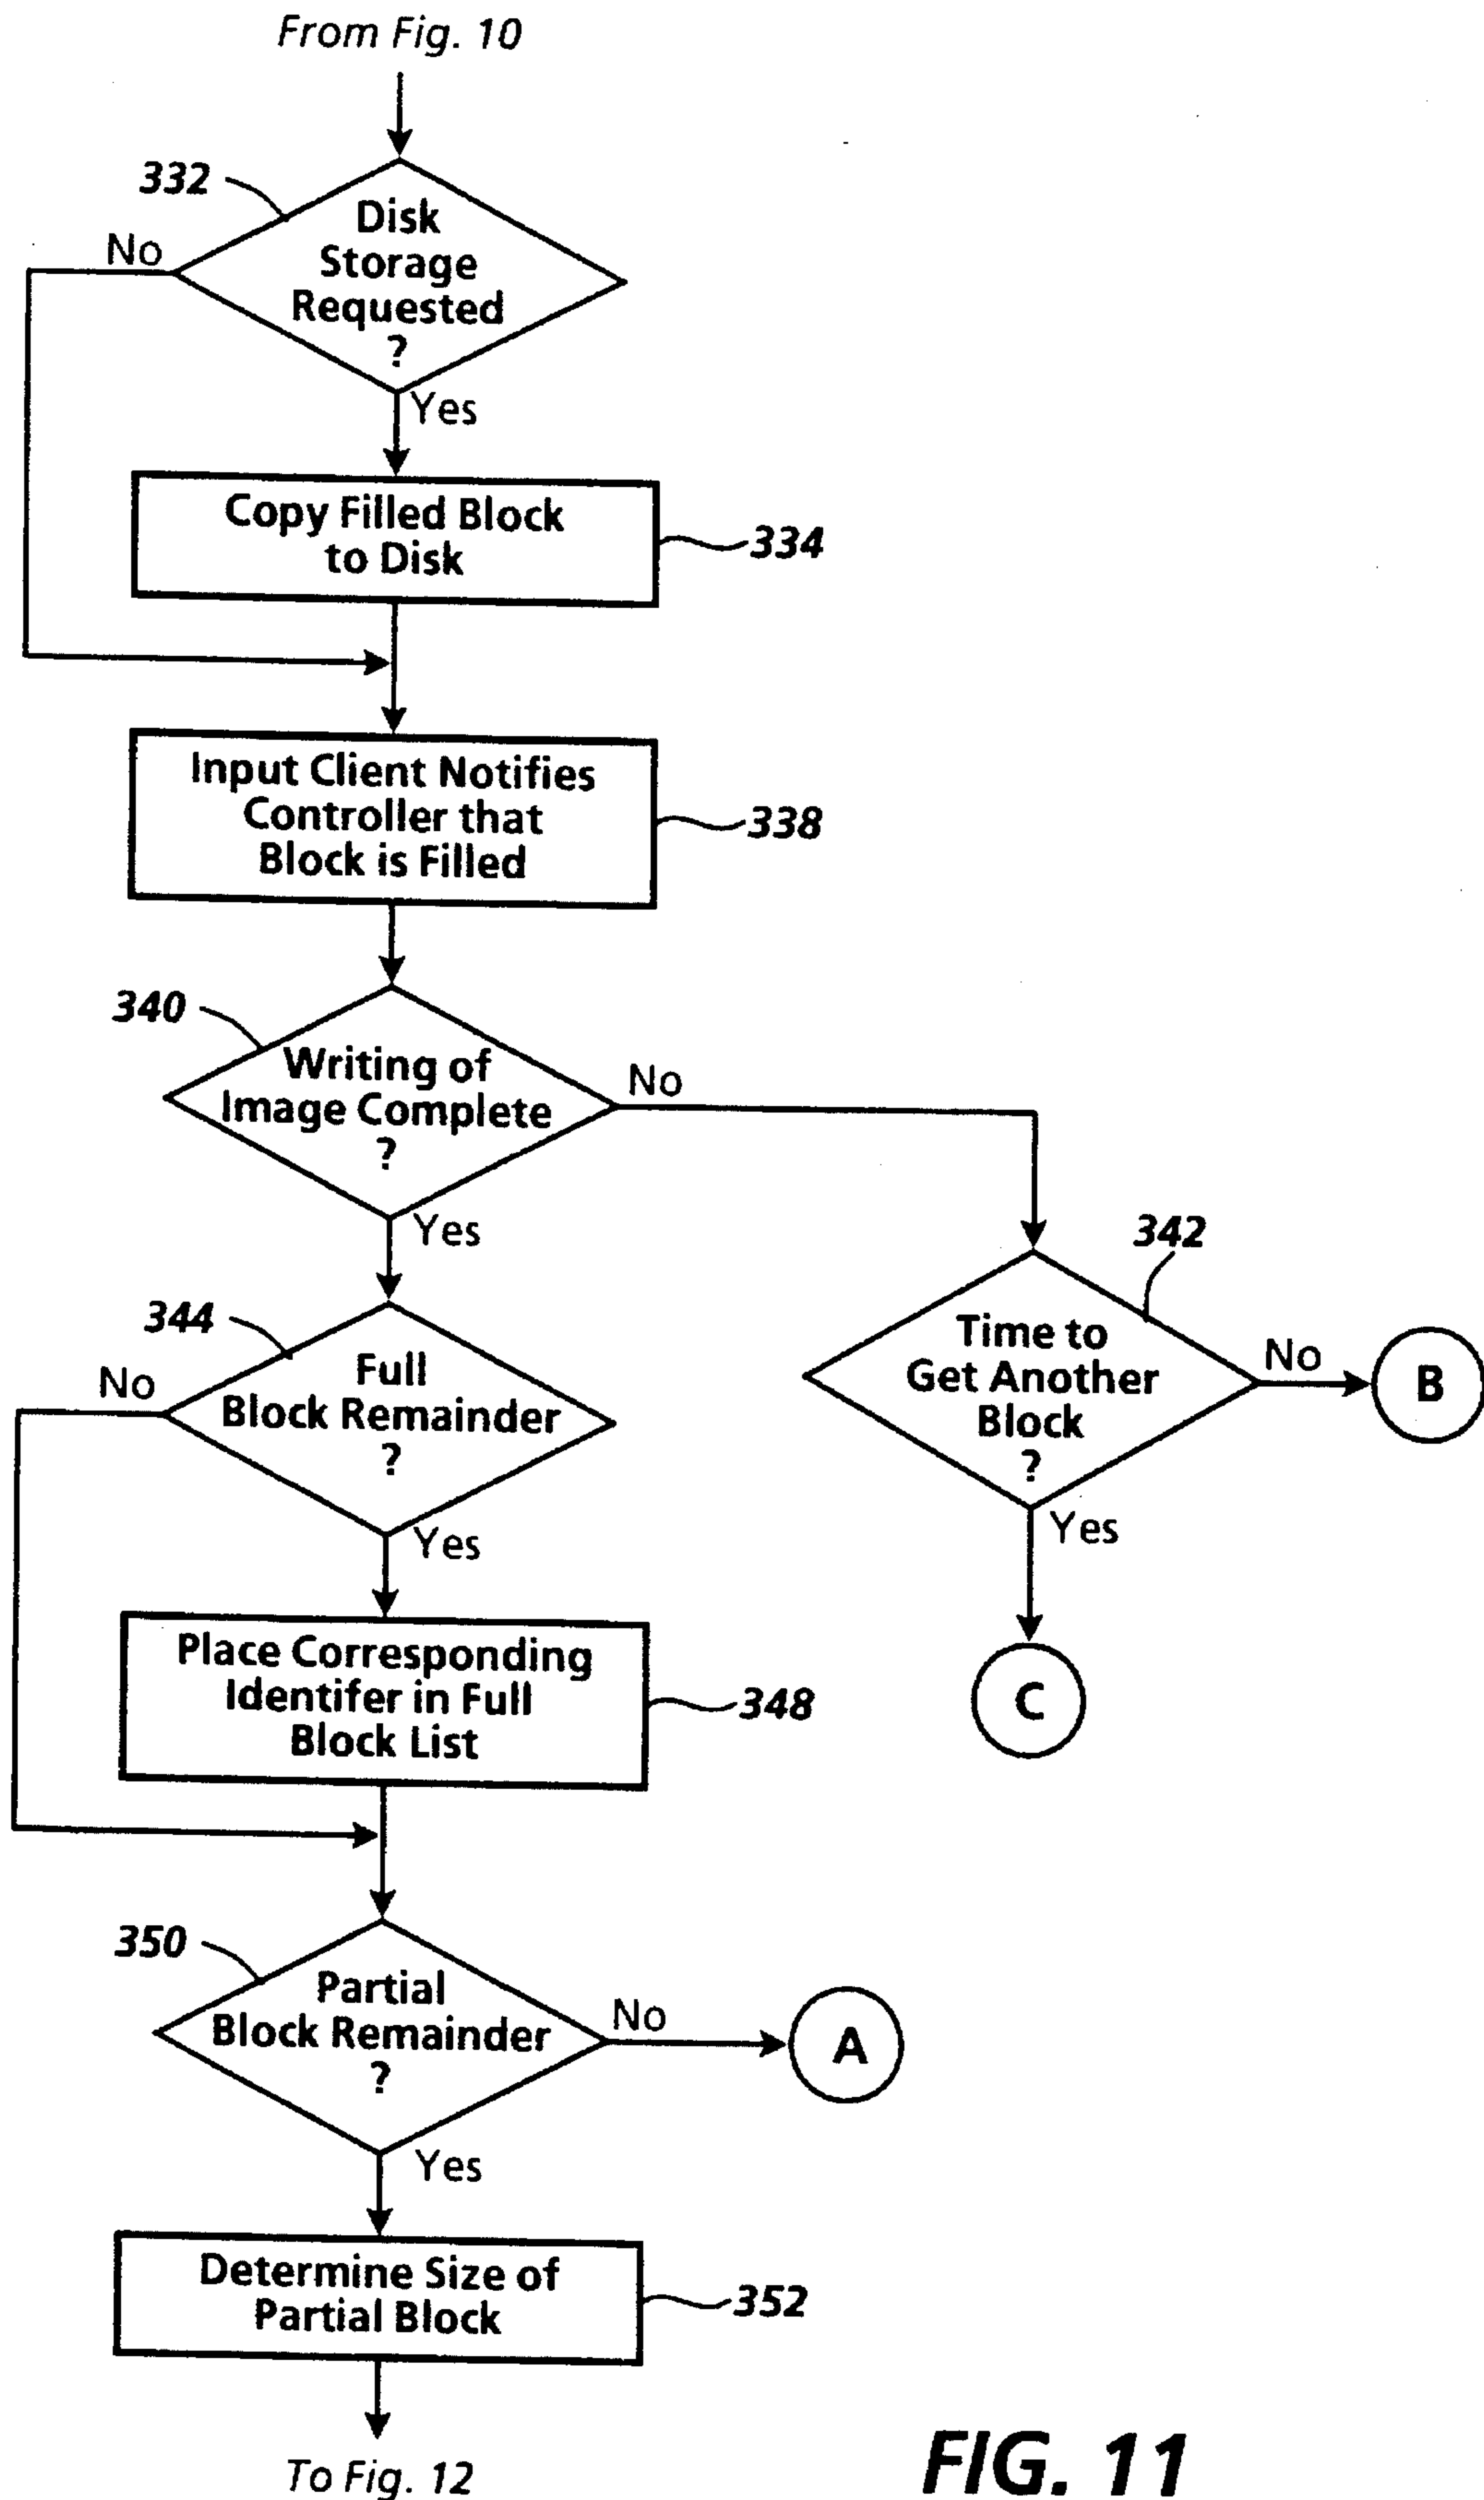 From Fig. 10
332
No
Disk
Storage
Requested
?
Yes
Copy Filled Block
to Disk
334
Input Client Notifies
Controller that
Block is Filled
338
340
Writing of
Image Complete
?
No
Yes
342
344
No
Full
Block Remainder
?
Yes
Time to
Get Another
Block
?
No
B
Yes
C
Place Corresponding
Identifer in Full
Block List
348
350
Partial
Block Remainder
?
No
A
Yes
Determine Size of
Partial Block
352
To Fig. 12
FIG. 11